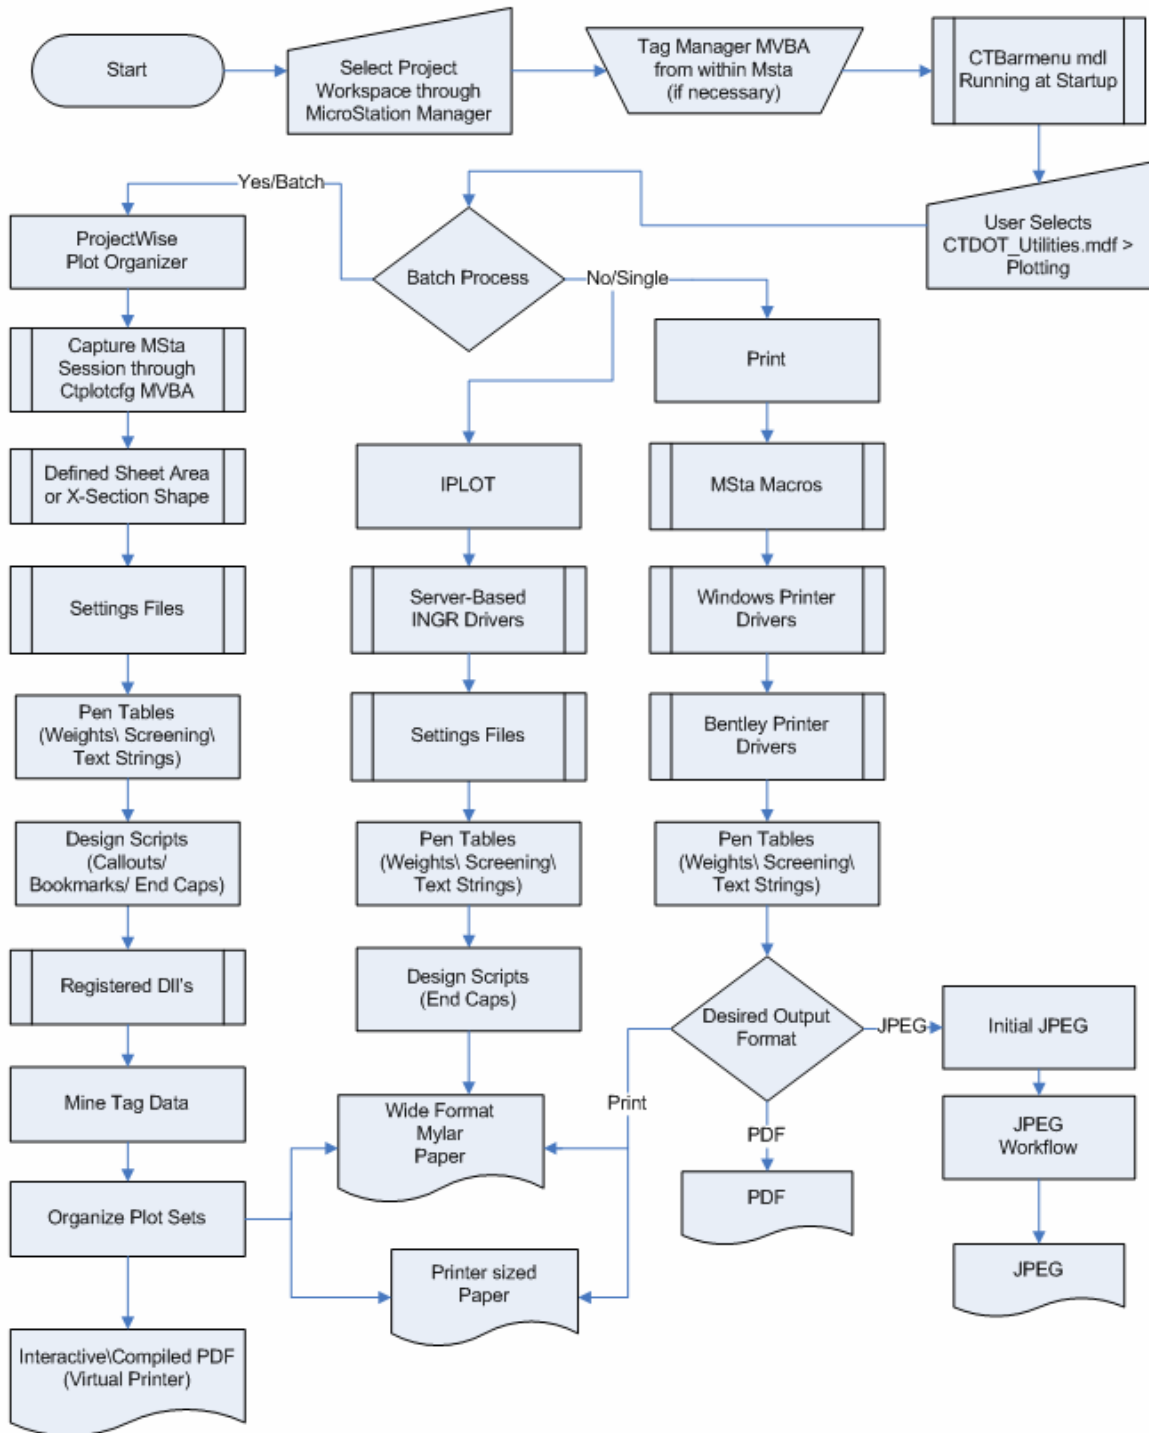 Start
Select Project
Workspace through
MicroStation Manager
Tag Manager MVBA
from within Msta
(if necessary)
CTBarmenu mdl
Running at Startup
User Selects
CTDOT_Utilities.mdf >
Plotting
Batch Process
Yes/Batch
No/Single
ProjectWise
Plot Organizer
Capture MSta
Session through
Ctplotcfg MVBA
Defined Sheet Area
or X-Section Shape
Settings Files
Pen Tables
(Weights\ Screening\
Text Strings)
Design Scripts
(Callouts/
Bookmarks/ End Caps)
Registered Dll's
Mine Tag Data
Organize Plot Sets
Interactive\Compiled PDF
(Virtual Printer)
IPLOT
Server-Based
INGR Drivers
Settings Files
Pen Tables
(Weights\ Screening\
Text Strings)
Design Scripts
(End Caps)
Wide Format
Mylar
Paper
Printer sized
Paper
Print
MSta Macros
Windows Printer
Drivers
Bentley Printer
Drivers
Pen Tables
(Weights\ Screening\
Text Strings)
Desired Output
Format
Print
PDF
PDF
JPEG
Initial JPEG
JPEG
Workflow
JPEG